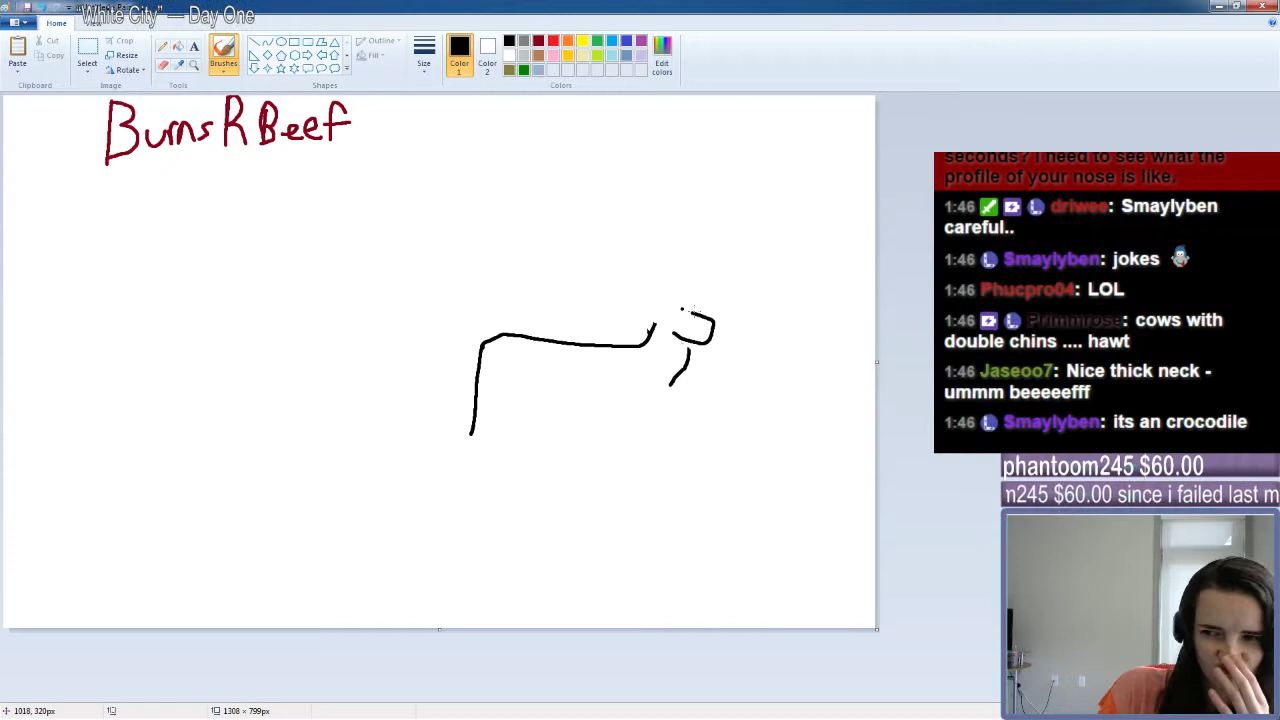 "White City" — Day One
Home
Paste
Cut
Copy
Clipboard
Select
Crop
Resize
Rotate
Image
Tools
Brushes
Shapes
Outline
Fill
Size
Color 1
Color 2
Edit colors
Colors
BurnsRBeef
seconds? I need to see what the
profile of your nose is like.
1:46 driwee: Smaylyben
careful..
1:46 Smaylyben: jokes
1:46 Phucpro04: LOL
1:46 Primmrose: cows with
double chins .... hawt
1:46 Jaseoo7: Nice thick neck -
ummm beeeeefff
1:46 Smaylyben: its an crocodile
phantoom245 $60.00
n245 $60.00 since i failed last m
1018, 320px
1308 × 799px